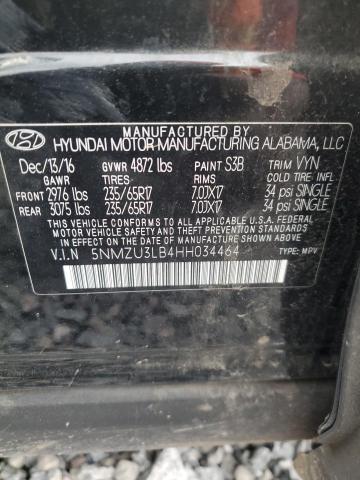 MANUFACTURED BY
HYUNDAI MOTOR MANUFACTURING ALABAMA, LLC
Dec/13/16 GVWR 4872 lbs PAINT S3B TRIM VYN
GAWR TIRES RIMS COLD TIRE INF.
FRONT 2976 lbs 235/65R17 7.0JX17 34 psi SINGLE
REAR 3075 lbs 235/65R17 7.0JX17 34 psi SINGLE
THIS VEHICLE CONFORMS TO ALL APPLICABLE FEDERAL
MOTOR VEHICLE SAFETY AND THEFT PREVENTION STANDARDS
IN EFFECT ON THE DATE OF MANUFACTURE SHOWN ABOVE.
V.I.N 5NMZU3LB4HH034464 TYPE: MPV